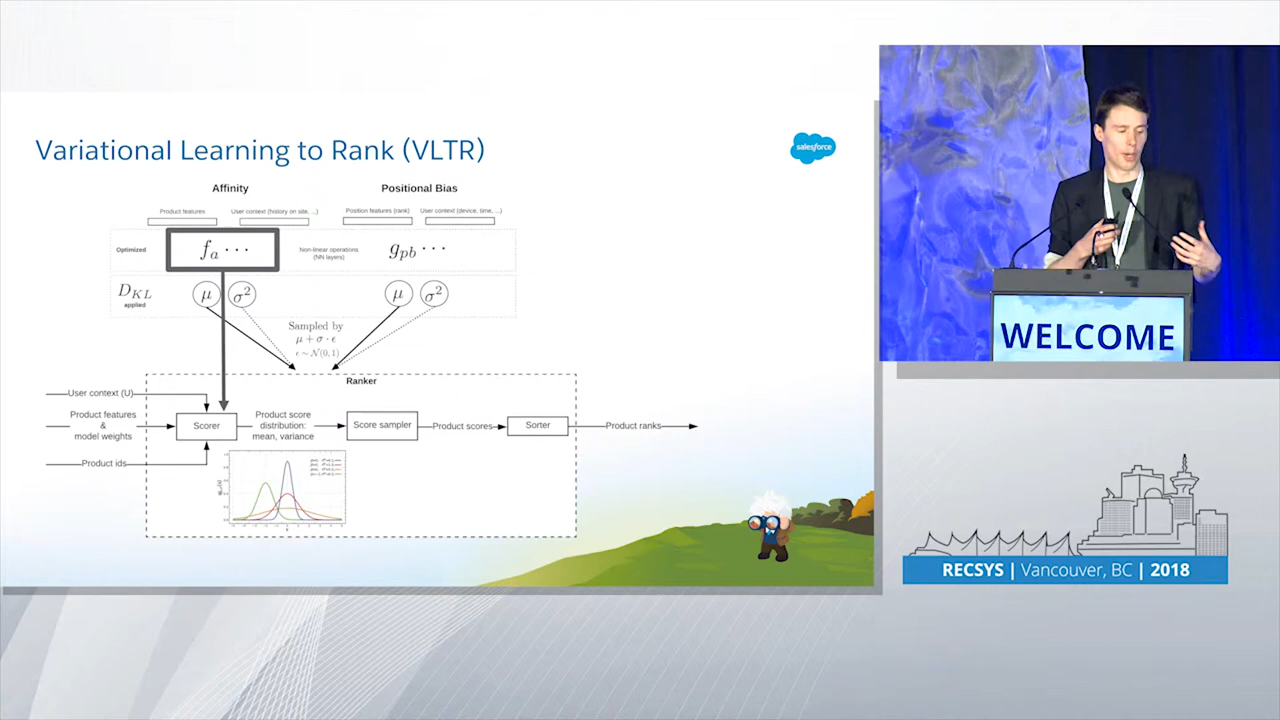 Variational Learning to Rank (VLTR)
salesforce
Affinity
Positional Bias
Product features
User context (history on site, ...)
Position features (rank)
User context (device, time, ...)
Optimized
fₐ · · ·
Non-linear operations
(NN layers)
g_pb · · ·
D_KL
applied
μ
σ²
μ
σ²
Sampled by
μ + σ · ϵ
ϵ ∼ N(0, 1)
Ranker
User context (U)
Product features
&
model weights
Product ids
Scorer
Product score
distribution:
mean, variance
Score sampler
Product scores
Sorter
Product ranks
WELCOME
RECSYS | Vancouver, BC | 2018